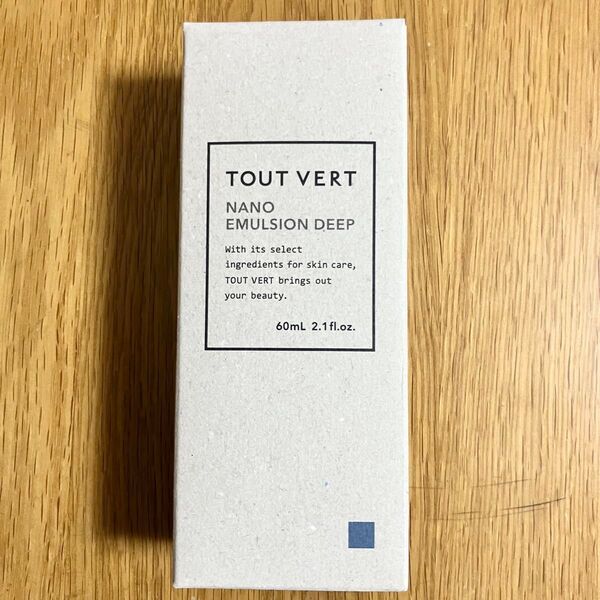 TOUT VERT
NANO
EMULSION DEEP
With its select
ingredients for skin care,
TOUT VERT brings out
your beauty.
60mL 2.1fl.oz.